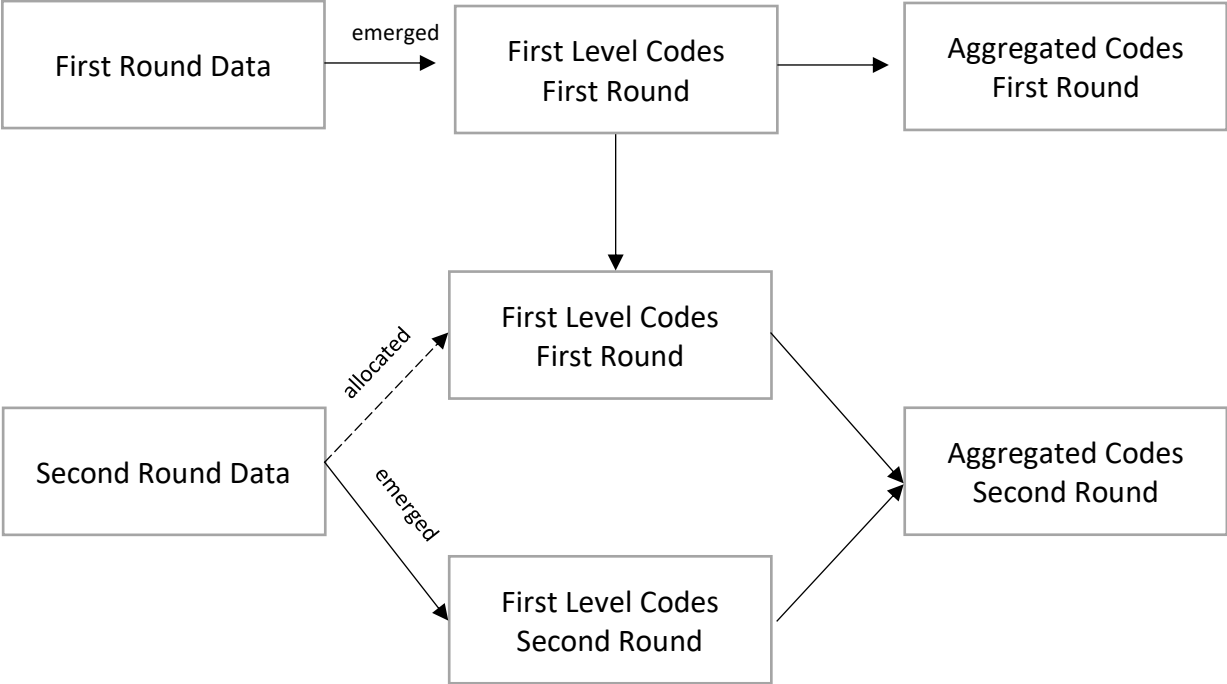 First Round Data
emerged
First Level Codes
First Round
Aggregated Codes
First Round
First Level Codes
First Round
allocated
Second Round Data
emerged
Aggregated Codes
Second Round
First Level Codes
Second Round